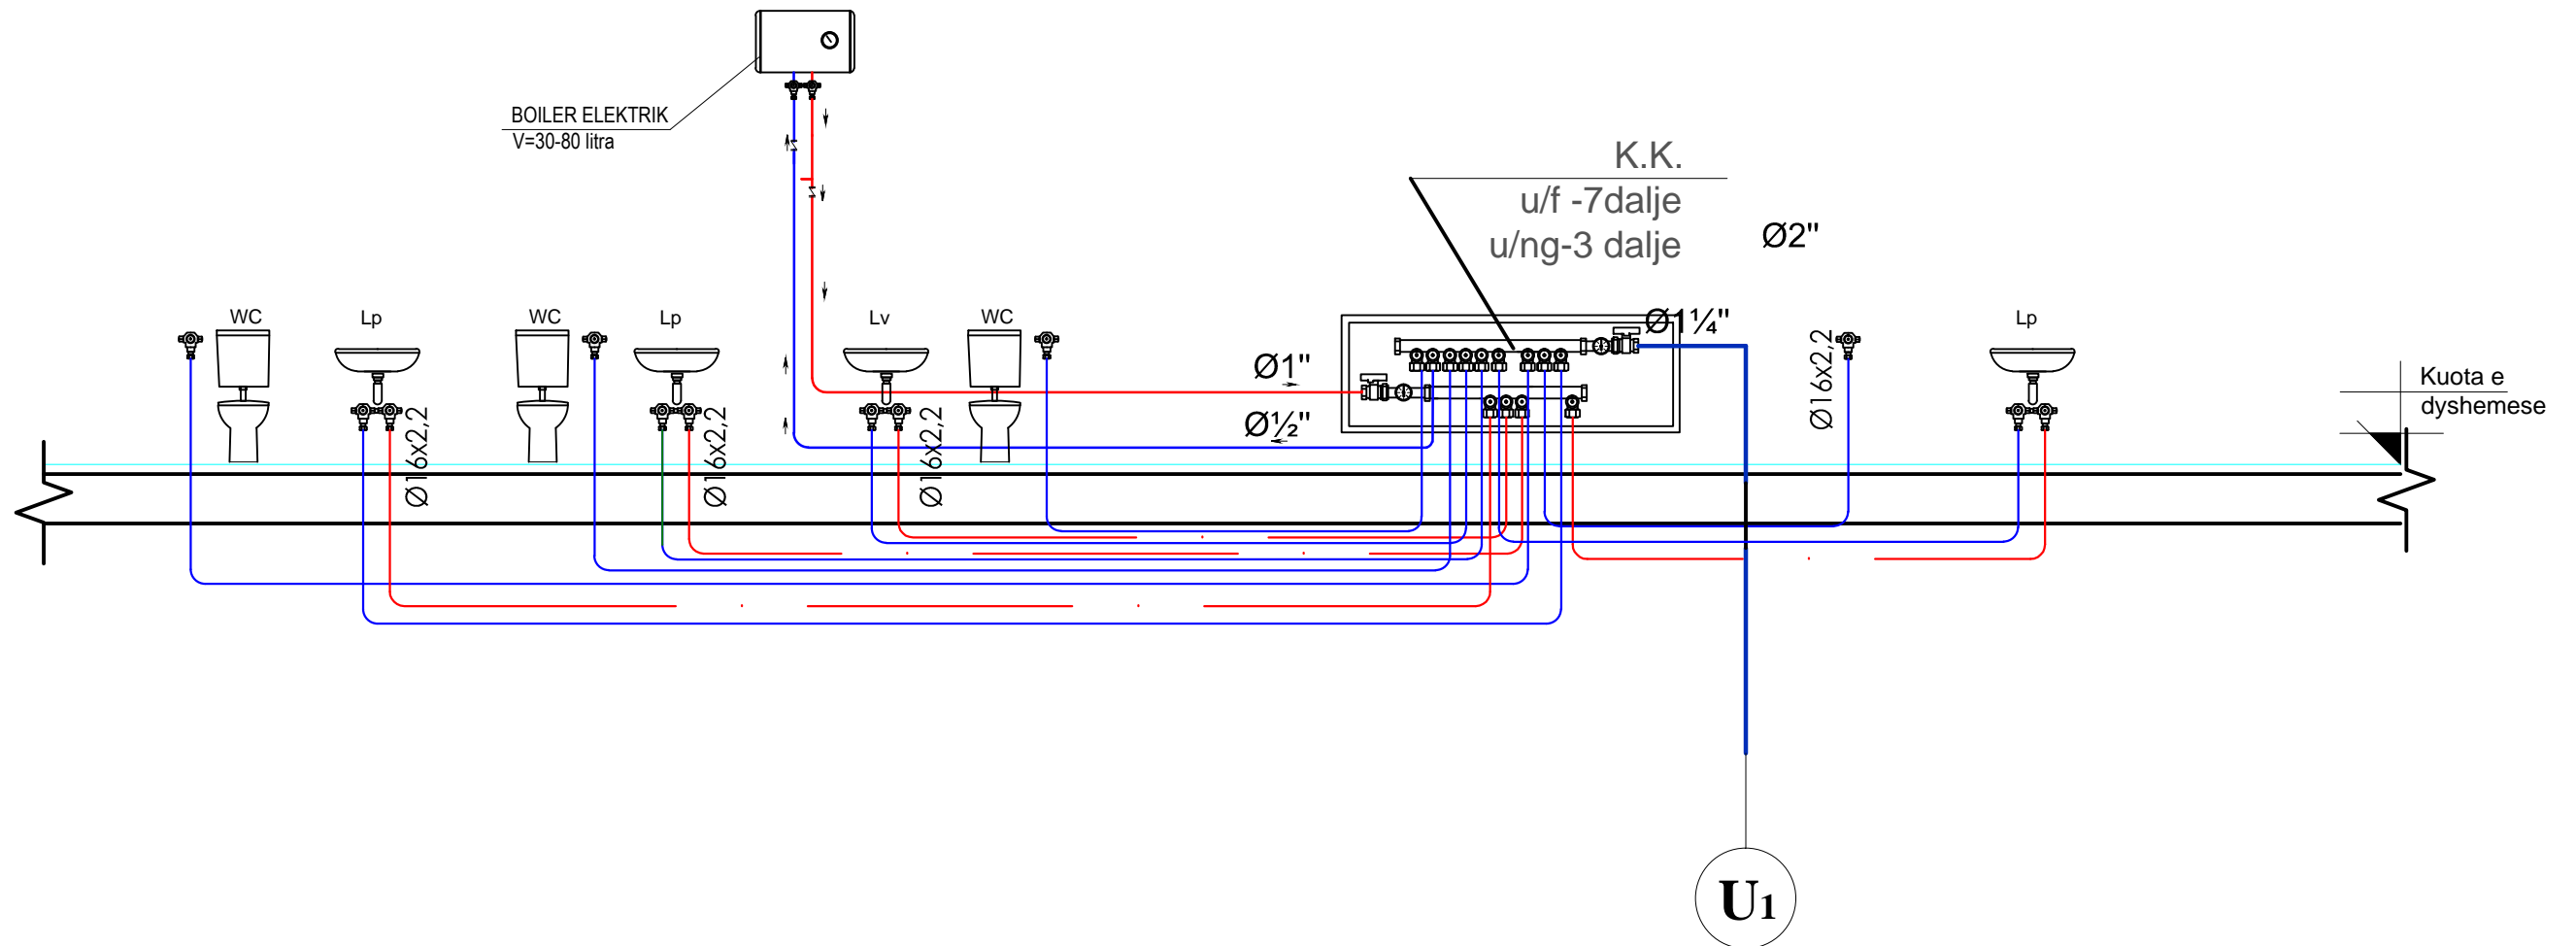 BOILER ELEKTRIK
V=30-80 litra
K.K.
u/f -7dalje
u/ng-3 dalje
Ø2"
WC
Lp
WC
Lp
Lv
WC
Ø1¼"
Lp
Ø1"
Ø½"
Ø16x2,2
Ø16x2,2
Ø16x2,2
Ø16x2,2
Kuota e
dyshemese
U1